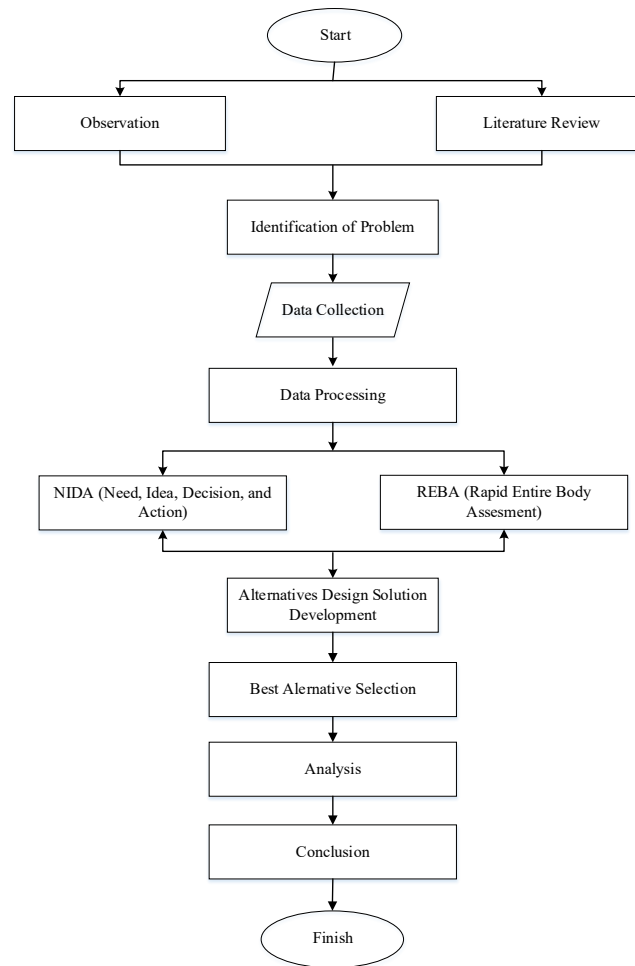 Start
Observation
Literature Review
Identification of Problem
Data Collection
Data Processing
NIDA (Need, Idea, Decision, and
Action)
REBA (Rapid Entire Body
Assesment)
Alternatives Design Solution
Development
Best Alernative Selection
Analysis
Conclusion
Finish